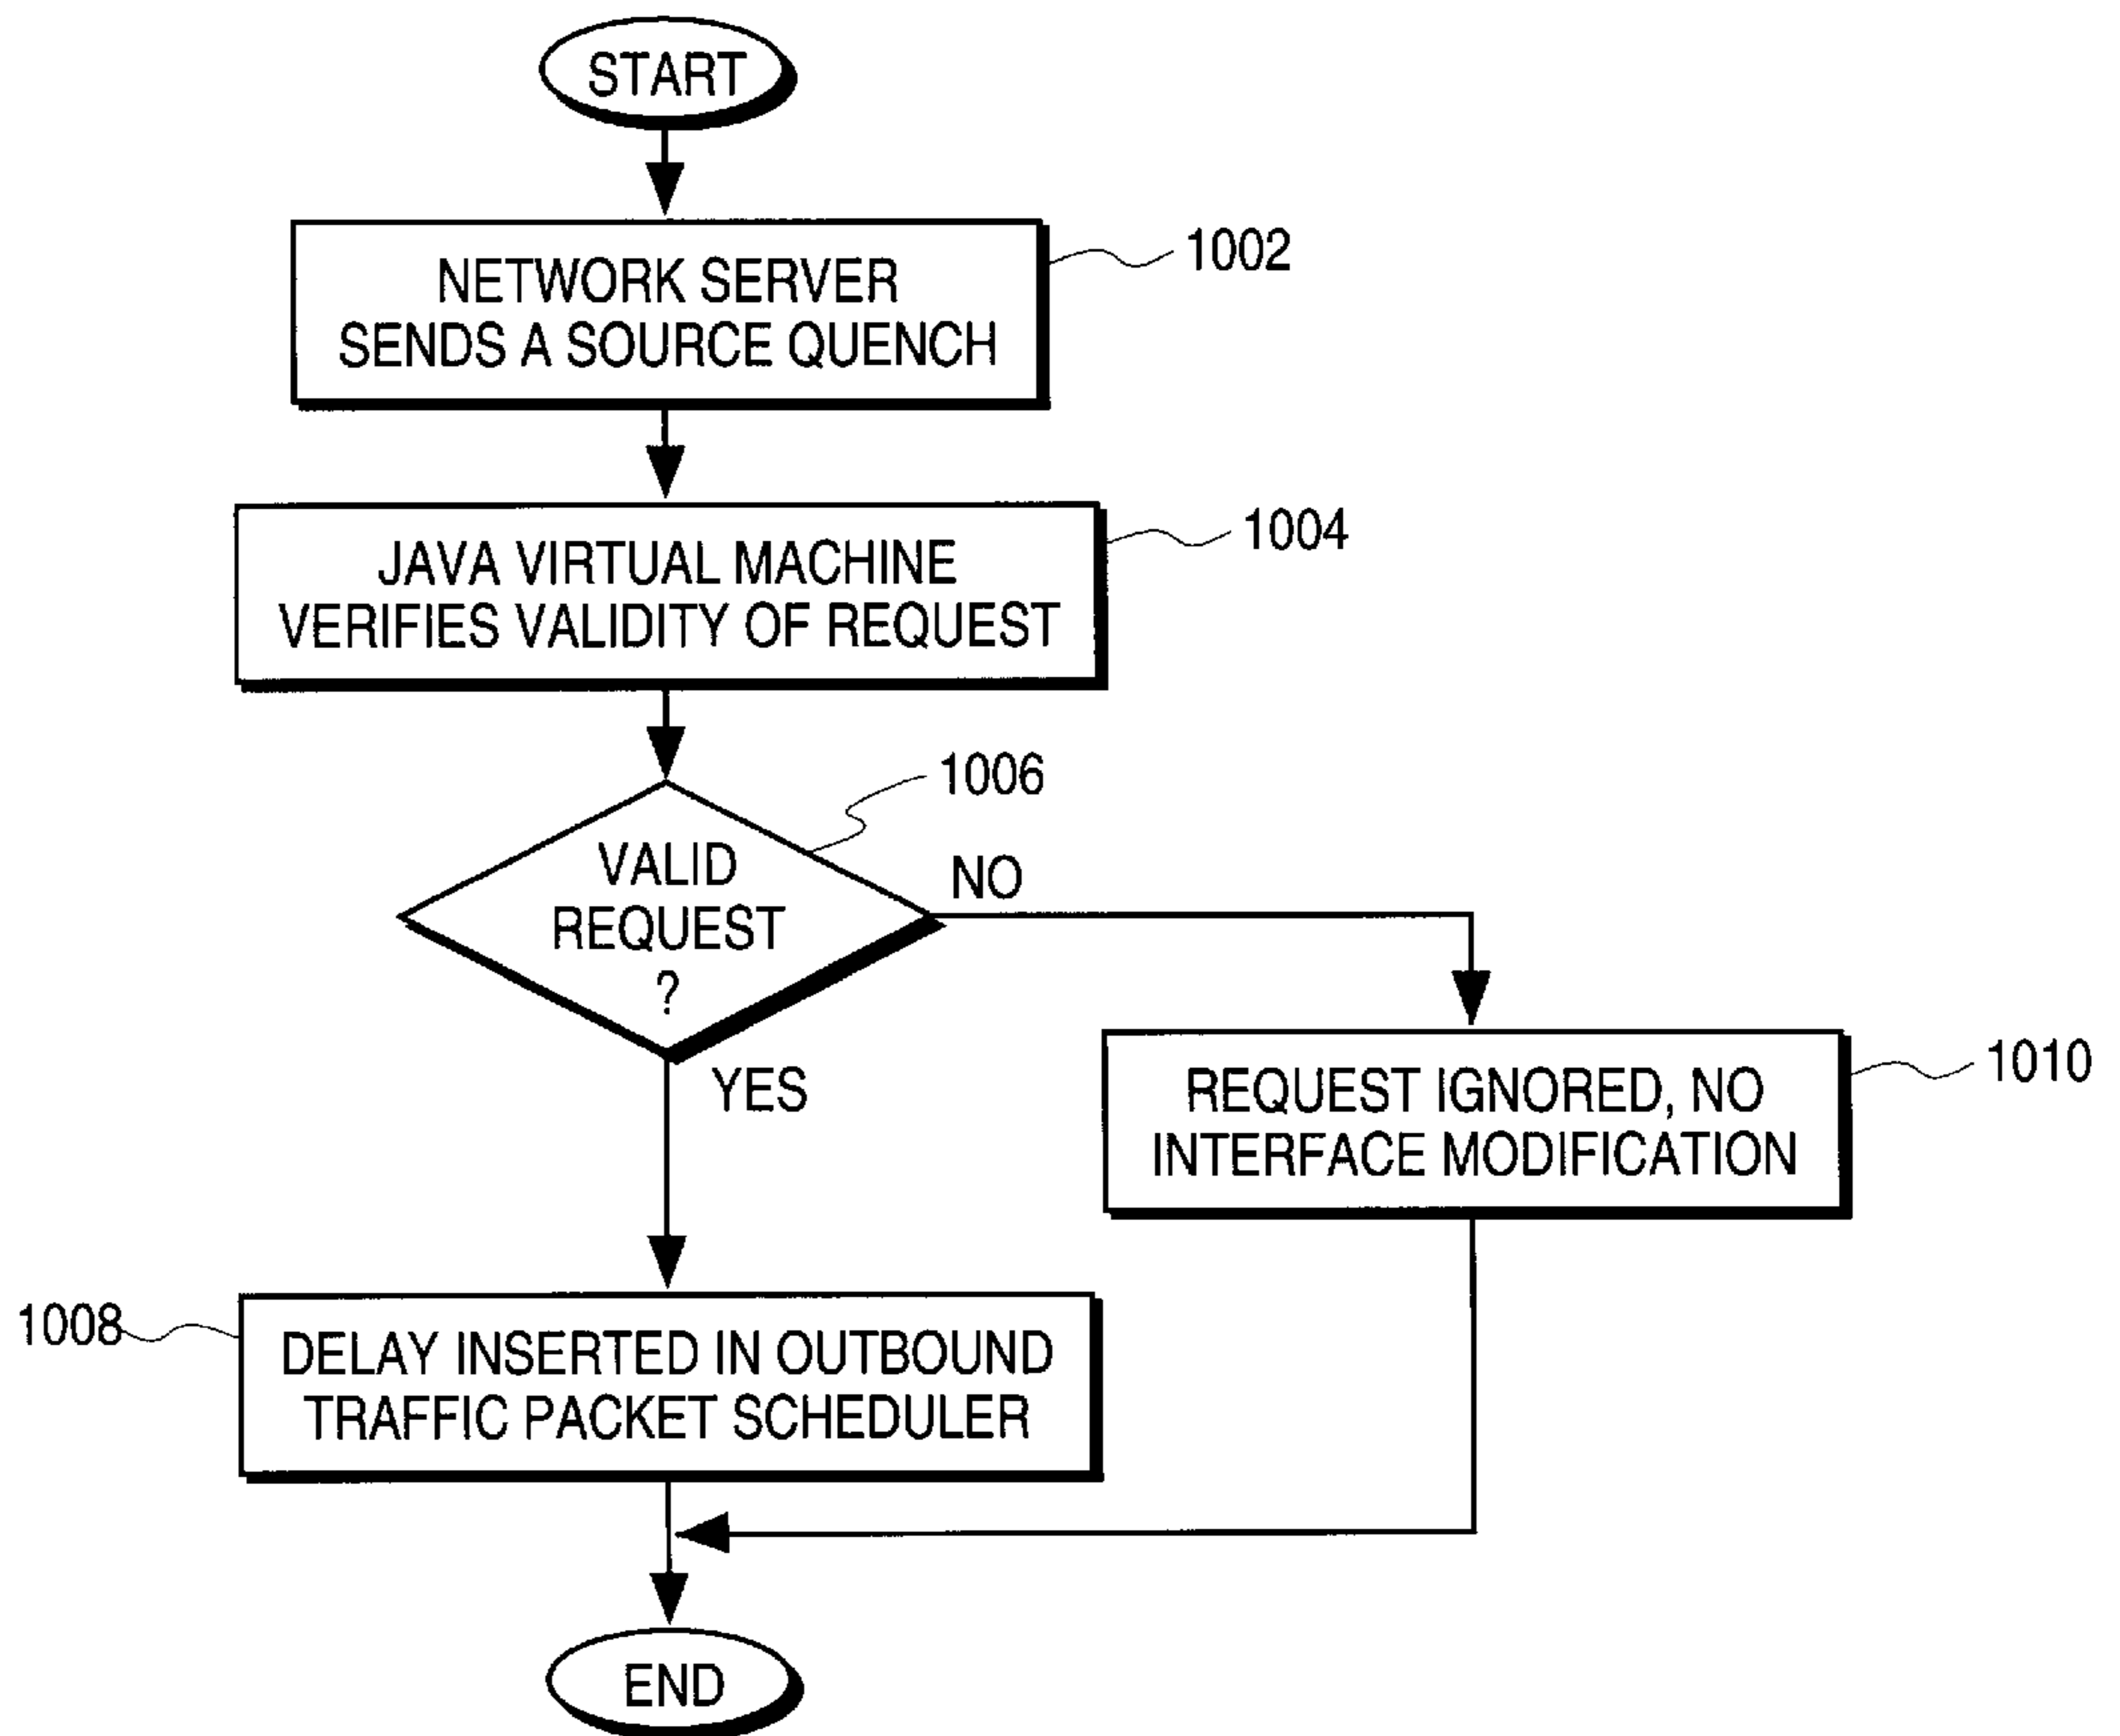 START
NETWORK SERVER
SENDS A SOURCE QUENCH
1002
JAVA VIRTUAL MACHINE
VERIFIES VALIDITY OF REQUEST
1004
1006
VALID
REQUEST
?
NO
YES
REQUEST IGNORED, NO
INTERFACE MODIFICATION
1010
1008
DELAY INSERTED IN OUTBOUND
TRAFFIC PACKET SCHEDULER
END